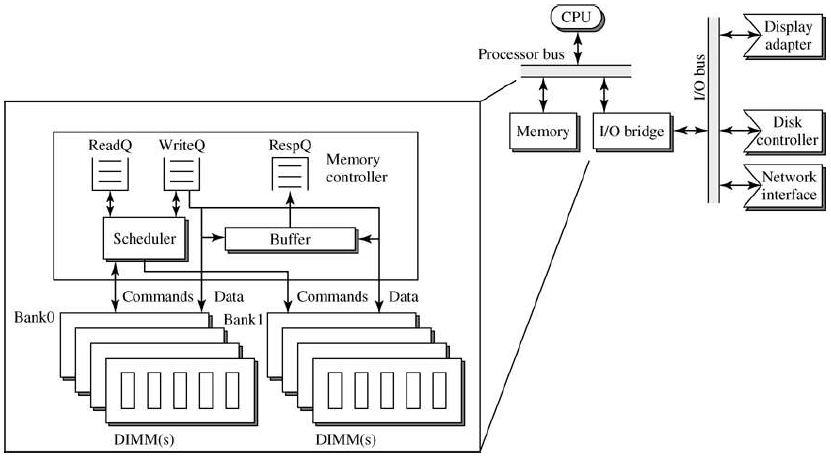 CPU
Processor bus
Memory
I/O bridge
I/O bus
Display
adapter
Disk
controller
Network
interface
ReadQ
WriteQ
RespQ
Memory
controller
Scheduler
Buffer
Commands
Data
Commands
Data
Bank0
Bank1
DIMM(s)
DIMM(s)